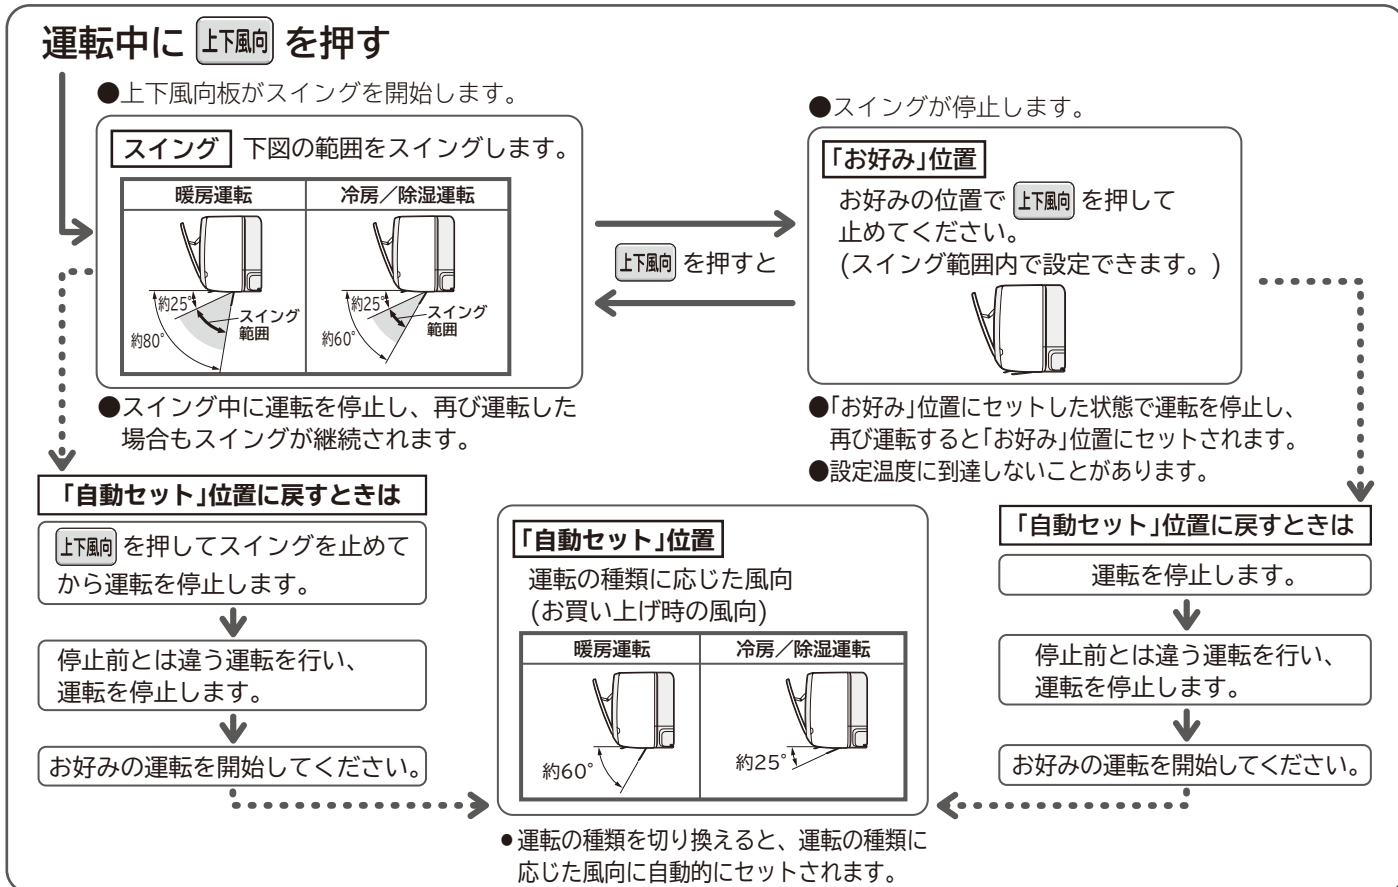 運転中に 上下風向 を押す
●上下風向板がスイングを開始します。
スイング 下図の範囲をスイングします。
暖房運転 冷房／除湿運転
約25° スイング
範囲
約80°
約25° スイング
範囲
約60°
●スイング中に運転を停止し、再び運転した
場合もスイングが継続されます。
上下風向 を押すと
●スイングが停止します。
「お好み」位置
お好みの位置で 上下風向 を押して
止めてください。
(スイング範囲内で設定できます。)
●「お好み」位置にセットした状態で運転を停止し、
再び運転すると「お好み」位置にセットされます。
●設定温度に到達しないことがあります。
「自動セット」位置に戻すときは
上下風向 を押してスイングを止めて
から運転を停止します。
停止前とは違う運転を行い、
運転を停止します。
お好みの運転を開始してください。
「自動セット」位置
運転の種類に応じた風向
(お買い上げ時の風向)
暖房運転 冷房／除湿運転
約60° 約25°
●運転の種類を切り換えると、運転の種類に
応じた風向に自動的にセットされます。
「自動セット」位置に戻すときは
運転を停止します。
停止前とは違う運転を行い、
運転を停止します。
お好みの運転を開始してください。